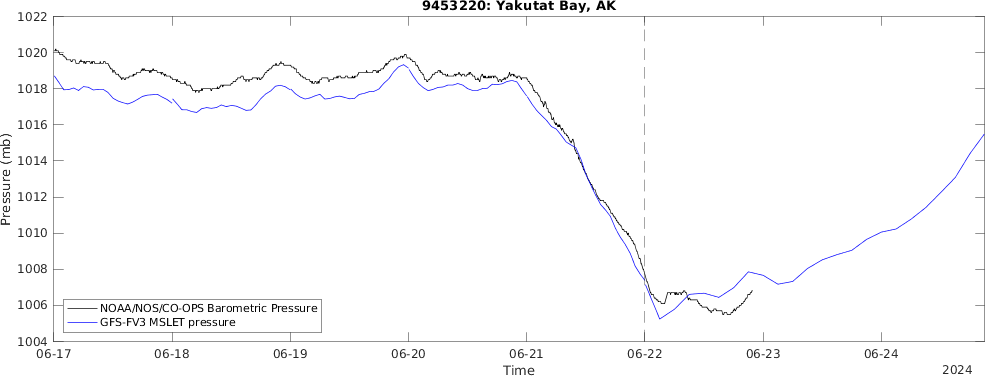 9453220: Yakutat Bay, AK
Pressure (mb)
1022
1020
1018
1016
1014
1012
1010
1008
1006
1004
NOAA/NOS/CO-OPS Barometric Pressure
GFS-FV3 MSLET pressure
06-17 06-18 06-19 06-20 06-21 06-22 06-23 06-24
Time
2024